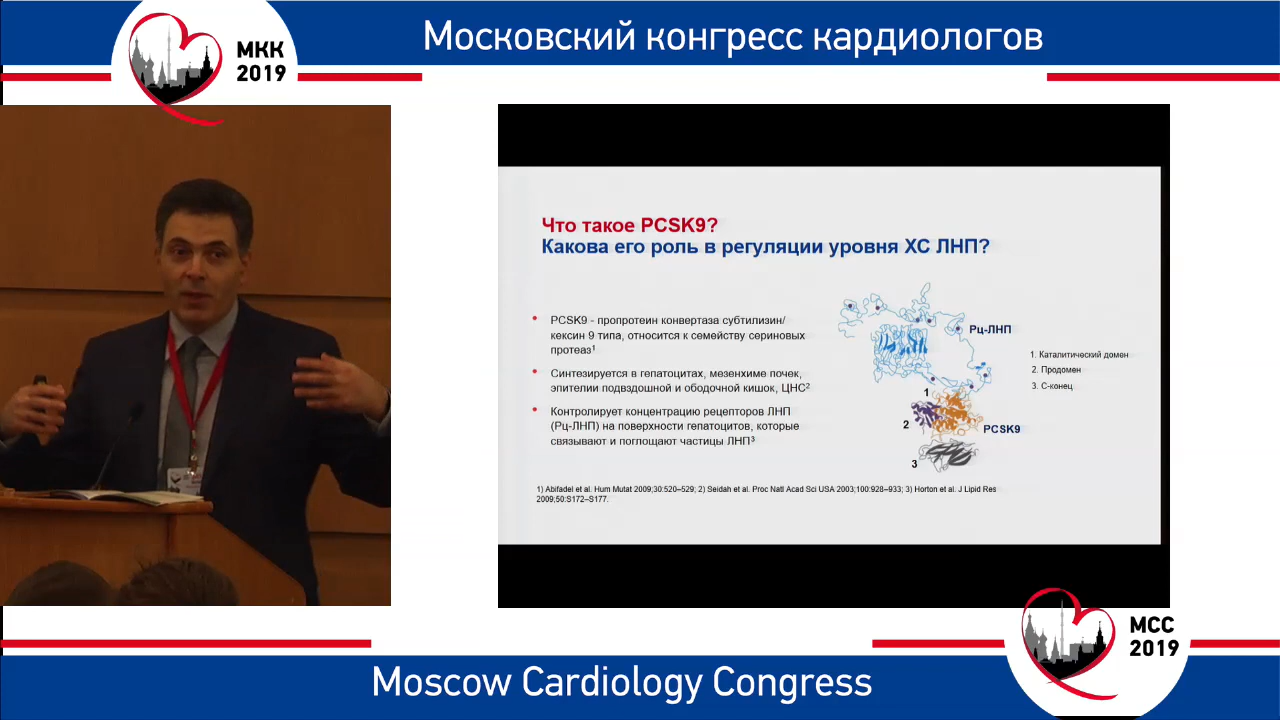 Московский конгресс кардиологов
МКК
2019
Что такое PCSK9?
Какова его роль в регуляции уровня ХС ЛНП?
• PCSK9 - пропротеин конвертаза субтилизин/
кексин 9 типа, относится к семейству сериновых
протеаз1
• Синтезируется в гепатоцитах, мезенхиме почек,
эпителии подвздошной и ободочной кишок, ЦНС2
• Контролирует концентрацию рецепторов ЛНП
(Рц-ЛНП) на поверхности гепатоцитов, которые
связывают и поглощают частицы ЛНП3
Рц-ЛНП
1
2
PCSK9
3
1. Каталитический домен
2. Продомен
3. С-конец
1) Abifadel et al. Hum Mutat 2009;30:520–529; 2) Seidah et al. Proc Natl Acad Sci USA 2003;100:928–933; 3) Horton et al. J Lipid Res
2009;50:S172–S177.
MCC
2019
Moscow Cardiology Congress